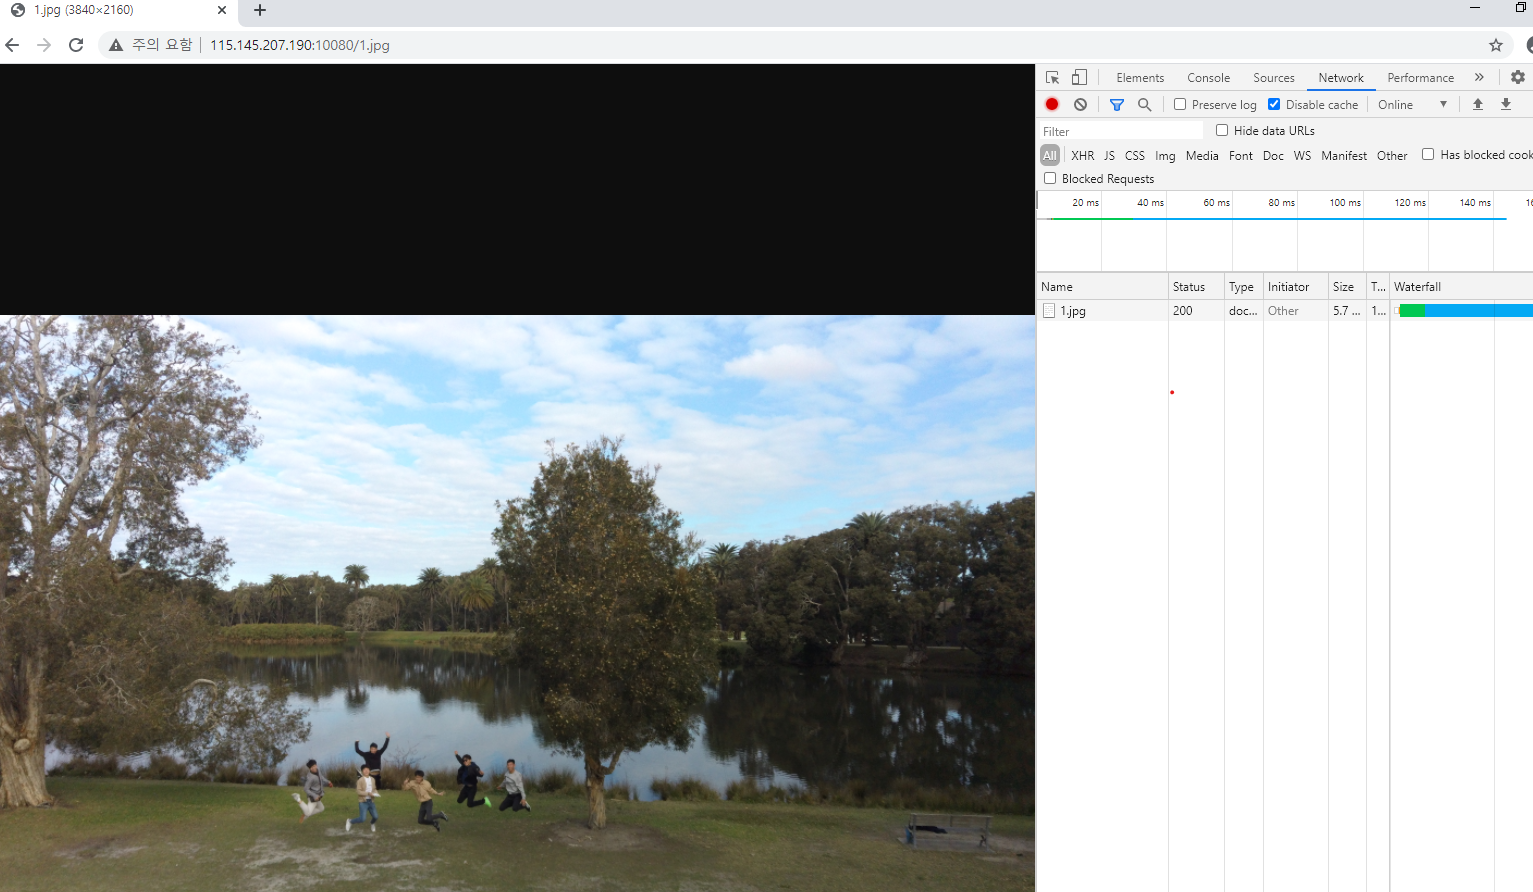 1.jpg (3840×2160)
주의 요함 115.145.207.190:10080/1.jpg
Elements Console Sources Network Performance »
Preserve log Disable cache Online ▼
Filter Hide data URLs
All XHR JS CSS Img Media Font Doc WS Manifest Other Has blocked cook
Blocked Requests
20 ms 40 ms 60 ms 80 ms 100 ms 120 ms 140 ms 16
Name Status Type Initiator Size T... Waterfall
1.jpg 200 doc... Other 5.7 ... 1...